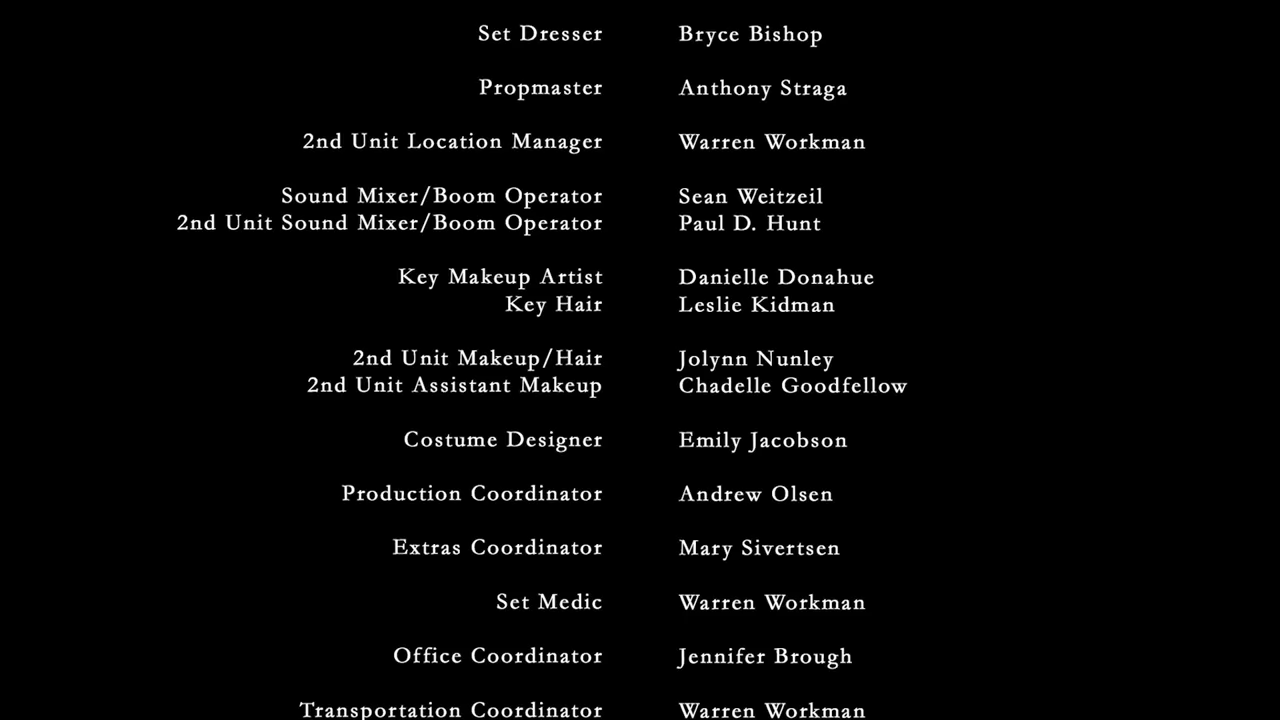 Set Dresser Bryce Bishop
Propmaster Anthony Straga
2nd Unit Location Manager Warren Workman
Sound Mixer/Boom Operator Sean Weitzeil
2nd Unit Sound Mixer/Boom Operator Paul D. Hunt
Key Makeup Artist Danielle Donahue
Key Hair Leslie Kidman
2nd Unit Makeup/Hair Jolynn Nunley
2nd Unit Assistant Makeup Chadelle Goodfellow
Costume Designer Emily Jacobson
Production Coordinator Andrew Olsen
Extras Coordinator Mary Sivertsen
Set Medic Warren Workman
Office Coordinator Jennifer Brough
Transportation Coordinator Warren Workman